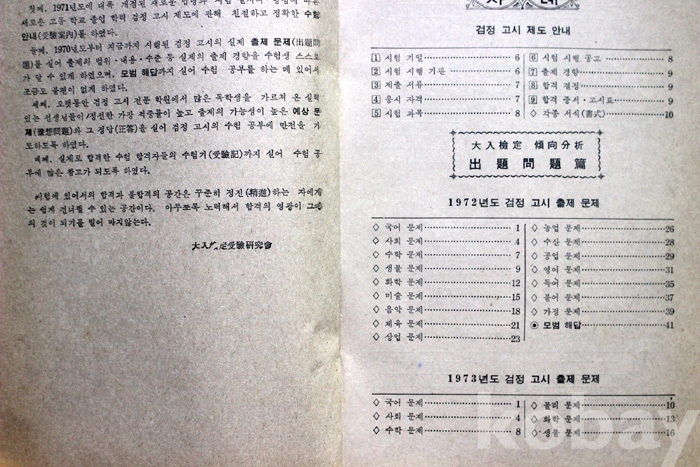 첫째, 1971년도에 대폭 개정된 새로운
새로운 고등 학교 졸업 학력 검정 고시 제도에 관해 친절하고 정확한 수험
안내(受驗案內)를 하였다.
둘째, 1970년도부터 지금까지 시행된 검정 고시의 실제 출제 문제(出題問
題)를 실어 출제의 범위・내용・수준 등 실제의 출제 경향을 수험생 스스로
가 알 수 있게 하였으며, 모범 해답까지 실어 수험 공부를 하는 데 있어서
조금도 불편이 없게 하였다.
세째, 오랫동안 검정 고시 전문 학원에서 많은 독학생을 가르쳐 온 실력
있는 선생님들이 엄선한 가장 적중률이 높고 출제의 가능성이 높은 예상 문
제(豫想問題)와 그 정답(正答)을 실어 검정 고시의 수험 공부에 만전을 기
도하도록 하였다.
네째, 실제로 합격한 수험 합격자들의 수험기(受驗記)까지 실어 수험 공
부에 많은 참고가 되도록 하였다.
시험에 있어서의 합격과 불합격의 공간은 꾸준히 정진(精進)하는 자에게
는 쉽게 건너뛸 수 있는 공간이다. 아무쪼록 노력해서 합격의 영광이 그대
의 것이 되기를 빌어 마지않는다.
大入檢定受驗硏究會
차례
검정 고시 제도 안내
1 시험 기일 6
2 시험 시행 기관 6
3 제출 서류 7
4 응시 자격 7
5 시험 과목 8
6 시험 시행 공고 8
7 출제 경향 9
8 합격 결정 9
9 합격 증서・고시료 9
◇ 각종 서식(書式) 10
大入檢定 傾向分析
出題問題篇
1972년도 검정 고시 출제 문제
◇ 국어 문제 1
◇ 사회 문제 4
◇ 수학 문제 7
◇ 생물 문제 9
◇ 화학 문제 12
◇ 미술 문제 15
◇ 음악 문제 18
◇ 체육 문제 21
◇ 상업 문제 23
◇ 농업 문제 26
◇ 수산 문제 28
◇ 공업 문제 29
◇ 영어 문제 31
◇ 독어 문제 35
◇ 불어 문제 37
◇ 가정 문제 39
◉ 모범 해답 41
1973년도 검정 고시 출제 문제
◇ 국어 문제 1
◇ 사회 문제 4
◇ 수학 문제 8
◇ 물리 문제 10
◇ 화학 문제 13
◇ 생물 문제 16
kobay